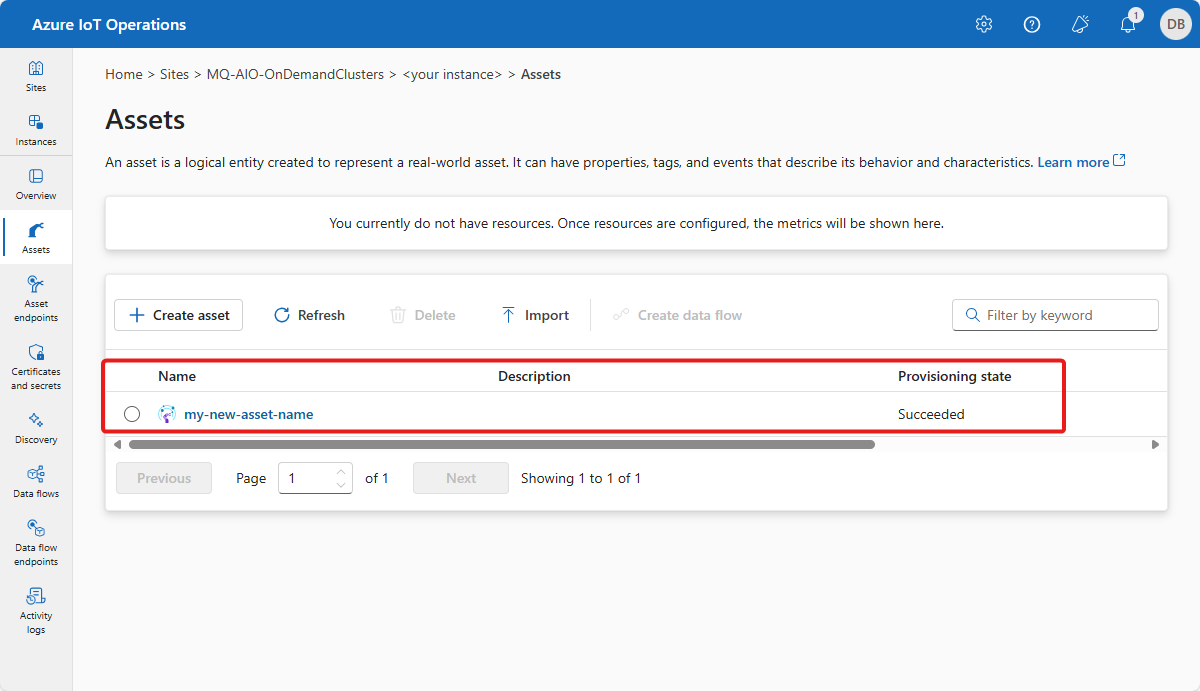 Azure IoT Operations
1
DB
Sites
Instances
Overview
Assets
Asset
endpoints
Certificates
and secrets
Discovery
Data flows
Data flow
endpoints
Activity
logs
Home > Sites > MQ-AIO-OnDemandClusters > <your instance> > Assets
Assets
An asset is a logical entity created to represent a real-world asset. It can have properties, tags, and events that describe its behavior and characteristics. Learn more
You currently do not have resources. Once resources are configured, the metrics will be shown here.
Create asset Refresh Delete Import Create data flow Filter by keyword
Name Description Provisioning state
my-new-asset-name Succeeded
Previous Page 1 of 1 Next Showing 1 to 1 of 1